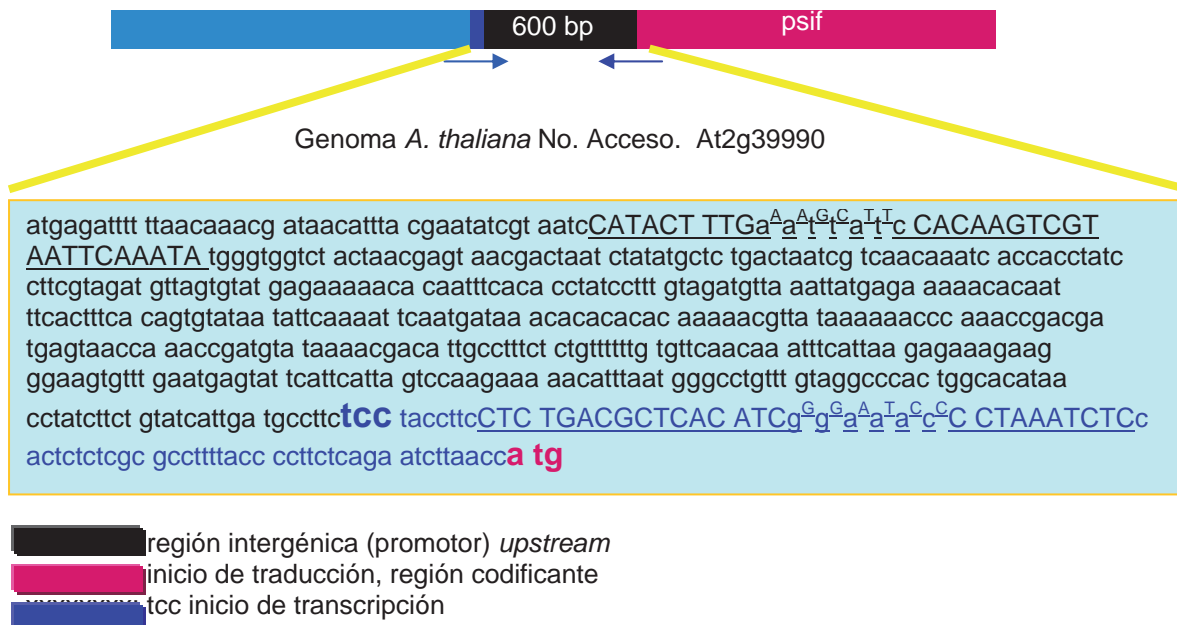 600 bp
psif
Genoma A. thaliana No. Acceso. At2g39990
atgagatttt ttaacaaacg ataacattta cgaatatcgt aatcCATACT TTGaAaAtGtCaTtTc CACAAGTCGT
AATTCAAATA tgggtggtct actaacgagt aacgactaat ctatatgctc tgactaatcg tcaacaaatc accacctatc
cttcgtagat gttagtgtat gagaaaaaca caatttcaca cctatccttt gtagatgtta aattatgaga aaaacacaat
ttcactttca cagtgtataa tattcaaaat tcaatgataa acacacacac aaaaacgtta taaaaaaccc aaaccgacga
tgagtaacca aaccgatgta taaaacgaca ttgcctttct ctgttttttg tgttcaacaa atttcattaa gagaaagaag
ggaagtgttt gaatgagtat tcattcatta gtccaagaaa aacatttaat gggcctgttt gtaggcccac tggcacataa
cctatcttct gtatcattga tgccttctcc taccttcCTC TGACGCTCAC ATCgGgGaAaTaCcCC CTAAATCTCc
actctctcgc gccttttacc ccttctcaga atcttaacca tg
región intergénica (promotor) upstream
inicio de traducción, región codificante
tcc inicio de transcripción